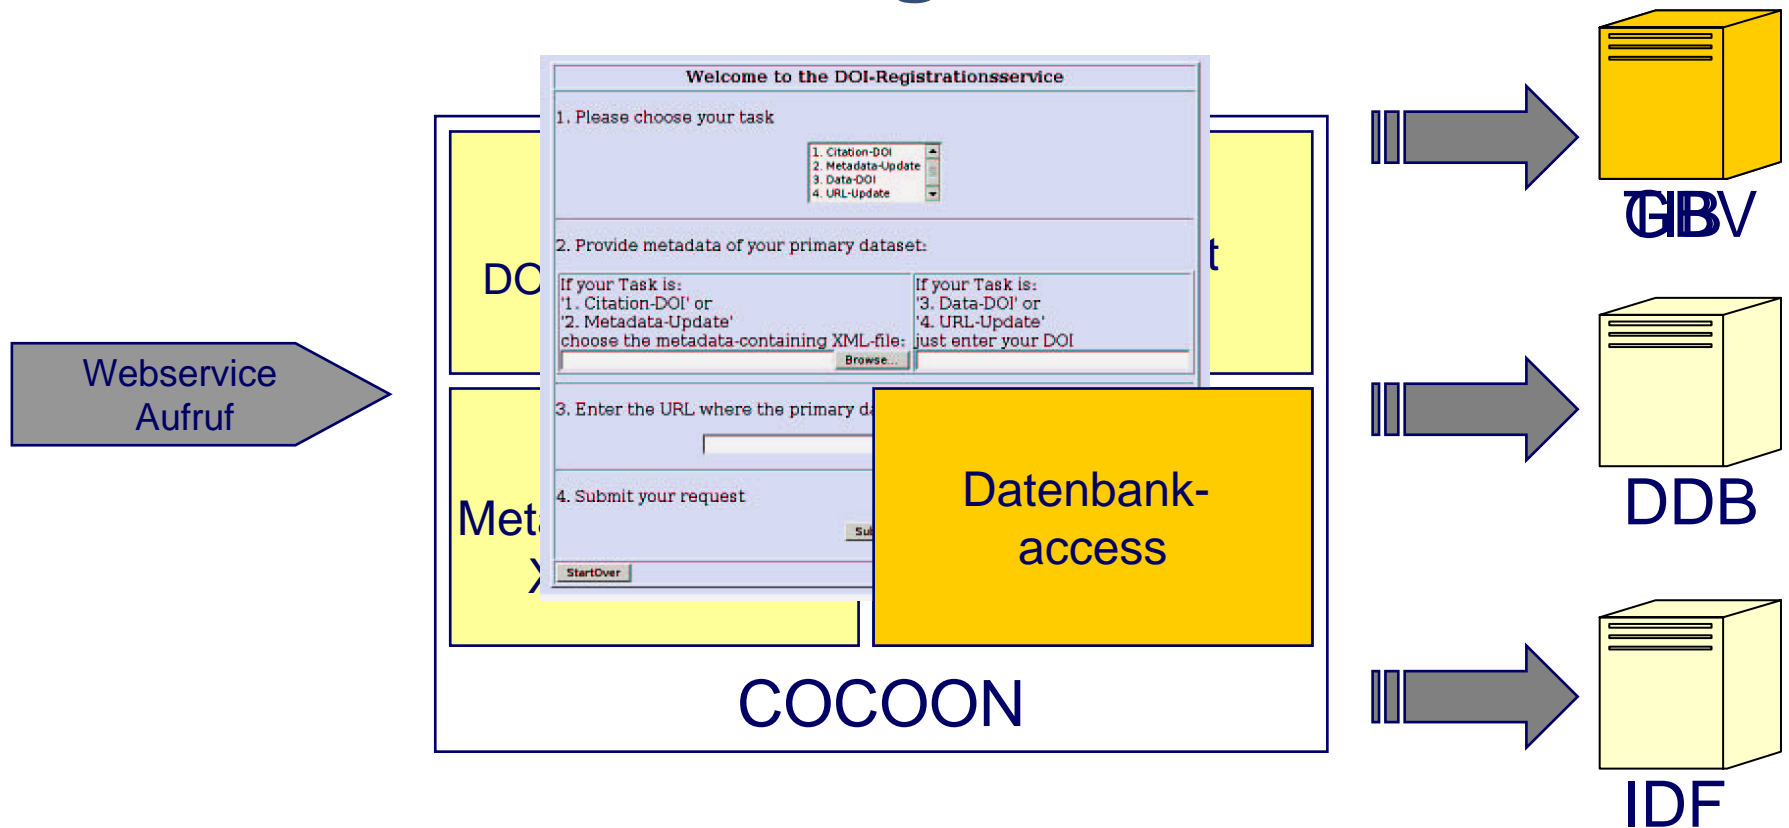 Welcome to the DOI-Registrationsservice
1. Please choose your task
1. Citation-DOI
2. Metadata-Update
3. Data-DOI
4. URL-Update
2. Provide metadata of your primary dataset:
If your Task is:
'1. Citation-DOI' or
'2. Metadata-Update'
choose the metadata-containing XML-file:
Browse...
If your Task is:
'3. Data-DOI' or
'4. URL-Update'
just enter your DOI
3. Enter the URL where the primary
4. Submit your request
StartOver
Webservice
Aufruf
Datenbank-
access
COCOON
DDB
IDF